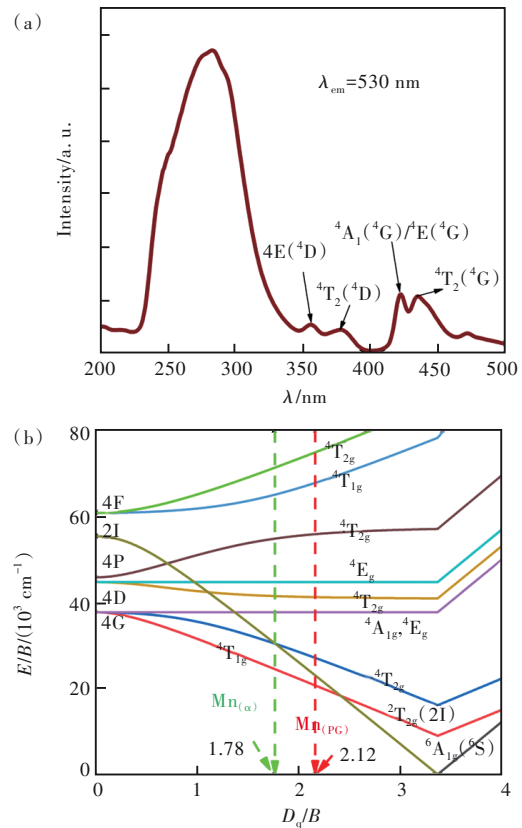 (a)
λem=530 nm
Intensity/a. u.
4E(⁴D)
⁴T₂(⁴D)
⁴A₁(⁴G)/⁴E(⁴G)
⁴T₂(⁴G)
200 250 300 350 400 450 500
λ/nm
(b)
80
60
40
20
0
E/B/(10³ cm⁻¹)
4F
2I
4P
4D
4G
⁴T₂g
⁴T₁g
⁴T₂g
⁴Eg
⁴T₂g
⁴A₁g,⁴Eg
⁴T₁g
⁴T₂g
²T₂g(2I)
⁶A₁g(⁶S)
Mn(α)
Mn(PG)
1.78
2.12
0 1 2 3 4
Dq/B